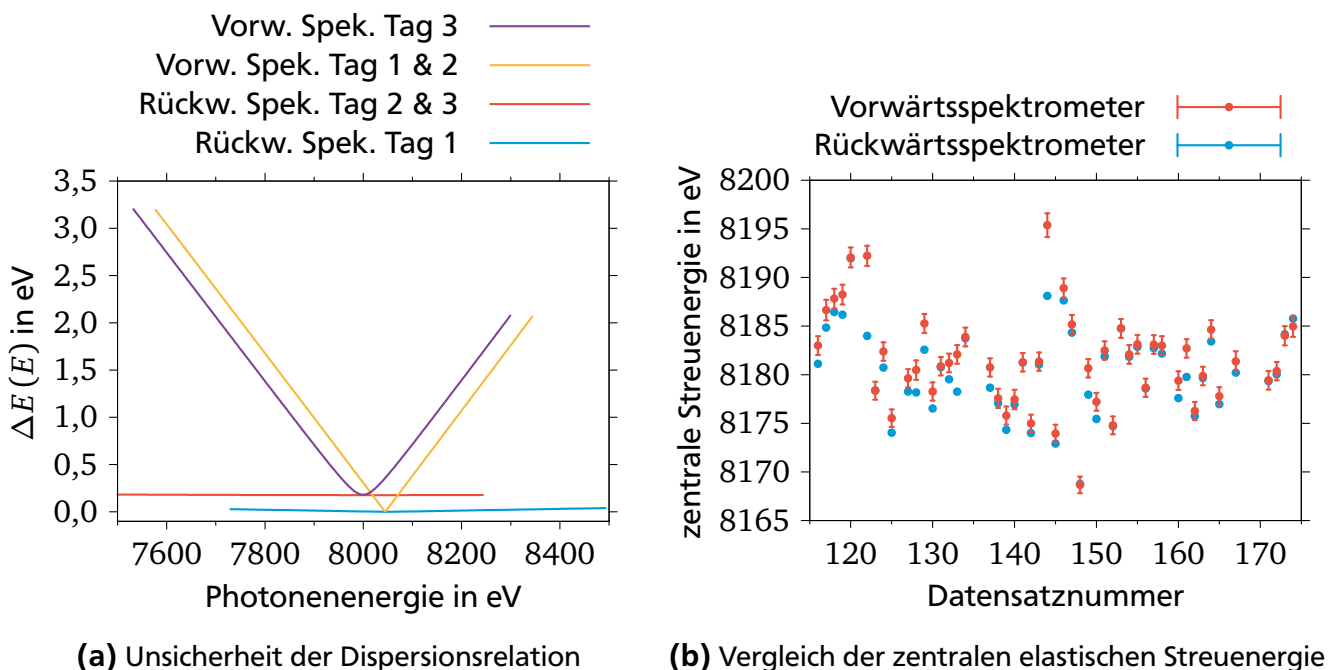 Vorw. Spek. Tag 3
Vorw. Spek. Tag 1 & 2
Rückw. Spek. Tag 2 & 3
Rückw. Spek. Tag 1
ΔE(E) in eV
3,5
3,0
2,5
2,0
1,5
1,0
0,5
0,0
7600 7800 8000 8200 8400
Photonenenergie in eV
(a) Unsicherheit der Dispersionsrelation
Vorwärtsspektrometer
Rückwärtsspektrometer
zentrale Streuenergie in eV
8200
8195
8190
8185
8180
8175
8170
8165
120 130 140 150 160 170
Datensatznummer
(b) Vergleich der zentralen elastischen Streuenergie